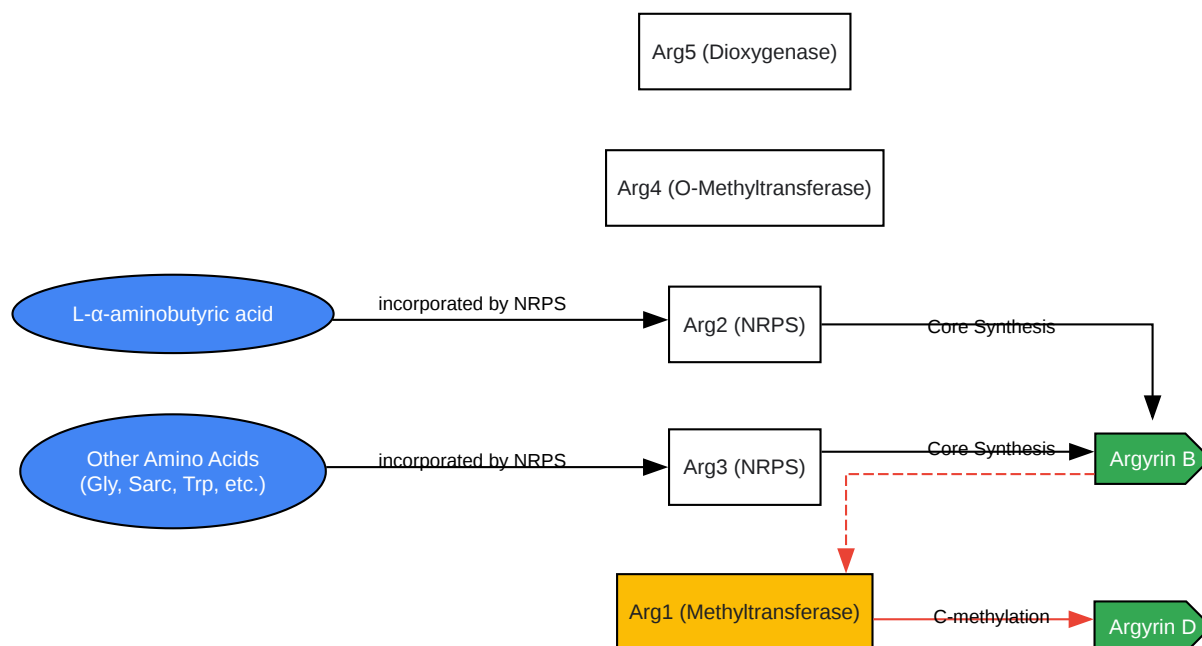 Arg5 (Dioxygenase)
Arg4 (O-Methyltransferase)
L-α-aminobutyric acid
incorporated by NRPS
Arg2 (NRPS)
Core Synthesis
Other Amino Acids
(Gly, Sarc, Trp, etc.)
incorporated by NRPS
Arg3 (NRPS)
Core Synthesis
Argyrin B
Arg1 (Methyltransferase)
C-methylation
Argyrin D